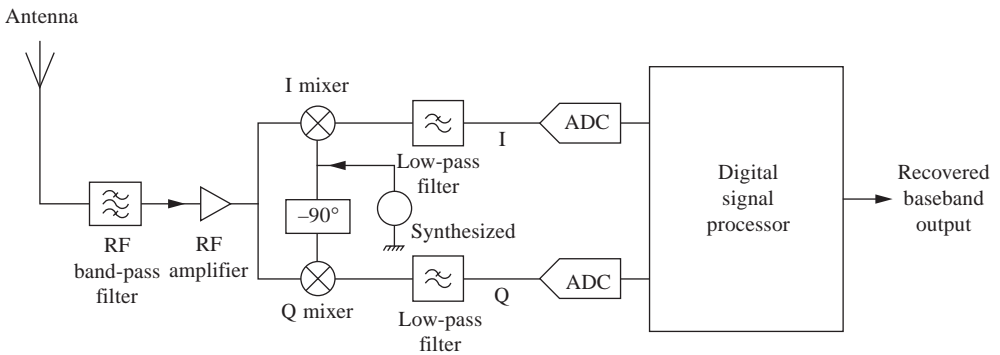 Antenna
RF
band-pass
filter
RF
amplifier
I mixer
–90°
Q mixer
Synthesized
Low-pass
filter
I
ADC
Low-pass
filter
Q
ADC
Digital
signal
processor
Recovered
baseband
output